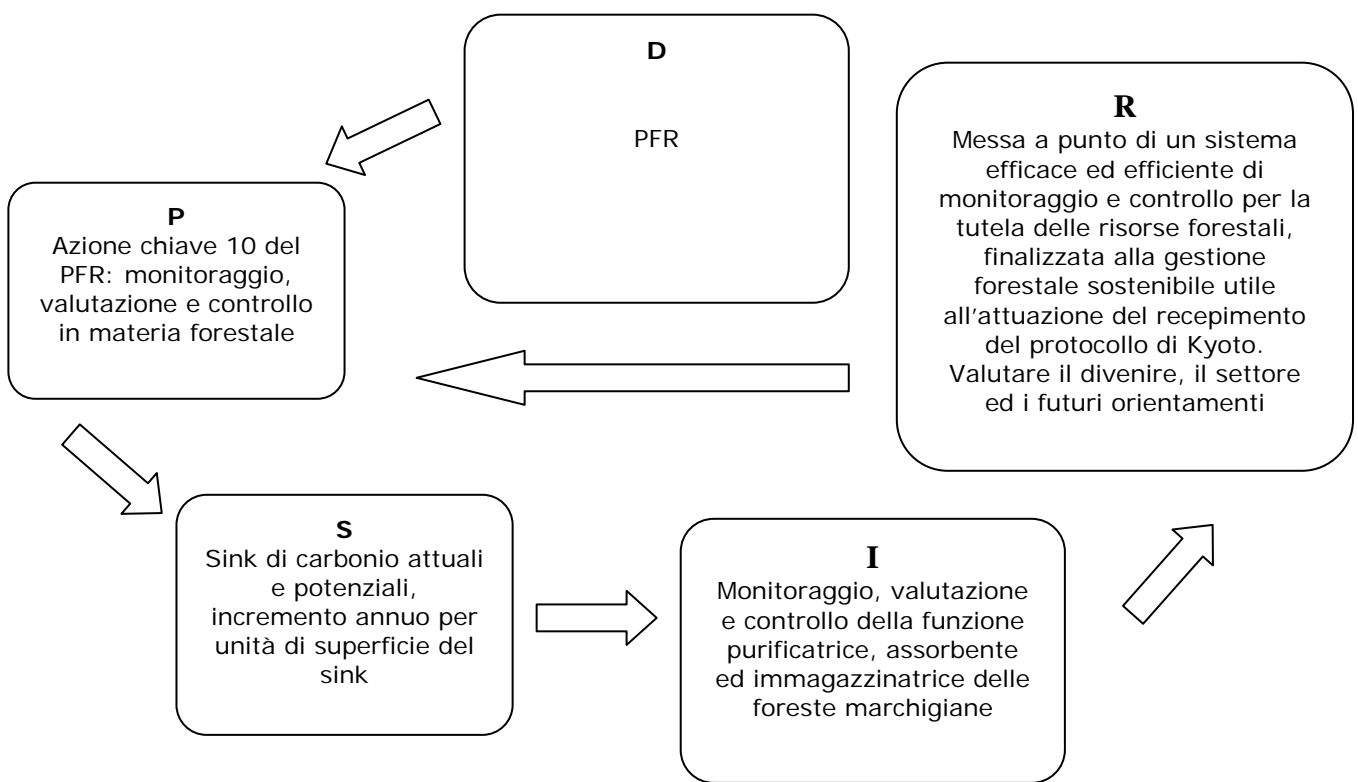 D
PFR
P
Azione chiave 10 del
PFR: monitoraggio,
valutazione e controllo
in materia forestale
S
Sink di carbonio attuali
e potenziali,
incremento annuo per
unità di superficie del
sink
I
Monitoraggio, valutazione
e controllo della funzione
purificatrice, assorbente
ed immagazzinatrice delle
foreste marchigiane
R
Messa a punto di un sistema
efficace ed efficiente di
monitoraggio e controllo per la
tutela delle risorse forestali,
finalizzata alla gestione
forestale sostenibile utile
all’attuazione del recepimento
del protocollo di Kyoto.
Valutare il divenire, il settore
ed i futuri orientamenti